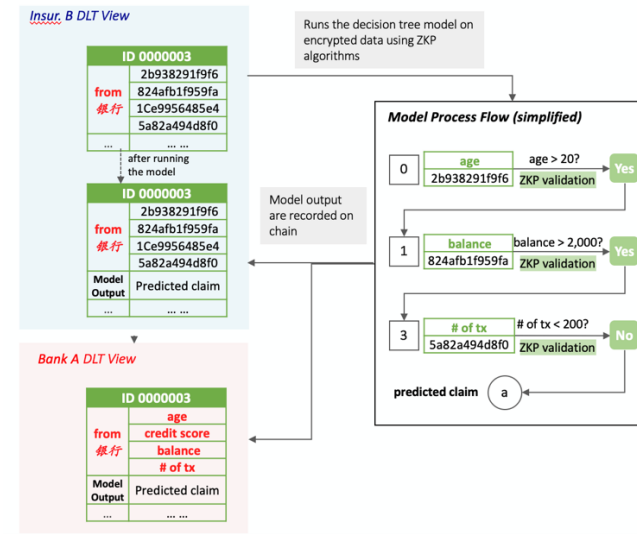 Insur. B DLT View
ID 0000003
from
银行
2b938291f9f6
824afb1f959fa
1Ce9956485e4
5a82a494d8f0
...
... ...
after running
the model
ID 0000003
from
银行
2b938291f9f6
824afb1f959fa
1Ce9956485e4
5a82a494d8f0
Model
Output
Predicted claim
...
... ...
Bank A DLT View
ID 0000003
from
银行
age
credit score
balance
# of tx
Model
Output
Predicted claim
...
... ...
Runs the decision tree model on
encrypted data using ZKP
algorithms
Model output
are recorded on
chain
Model Process Flow (simplified)
0
age
2b938291f9f6
age > 20?
ZKP validation
Yes
1
balance
824afb1f959fa
balance > 2,000?
ZKP validation
Yes
3
# of tx
5a82a494d8f0
# of tx < 200?
ZKP validation
No
predicted claim
a